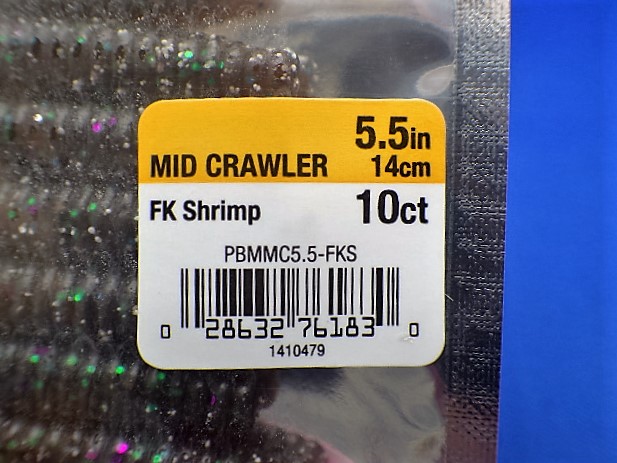 5.5in
MID CRAWLER 14cm
FK Shrimp 10ct
PBMMC5.5-FKS
0 28632 76183 0
1410479